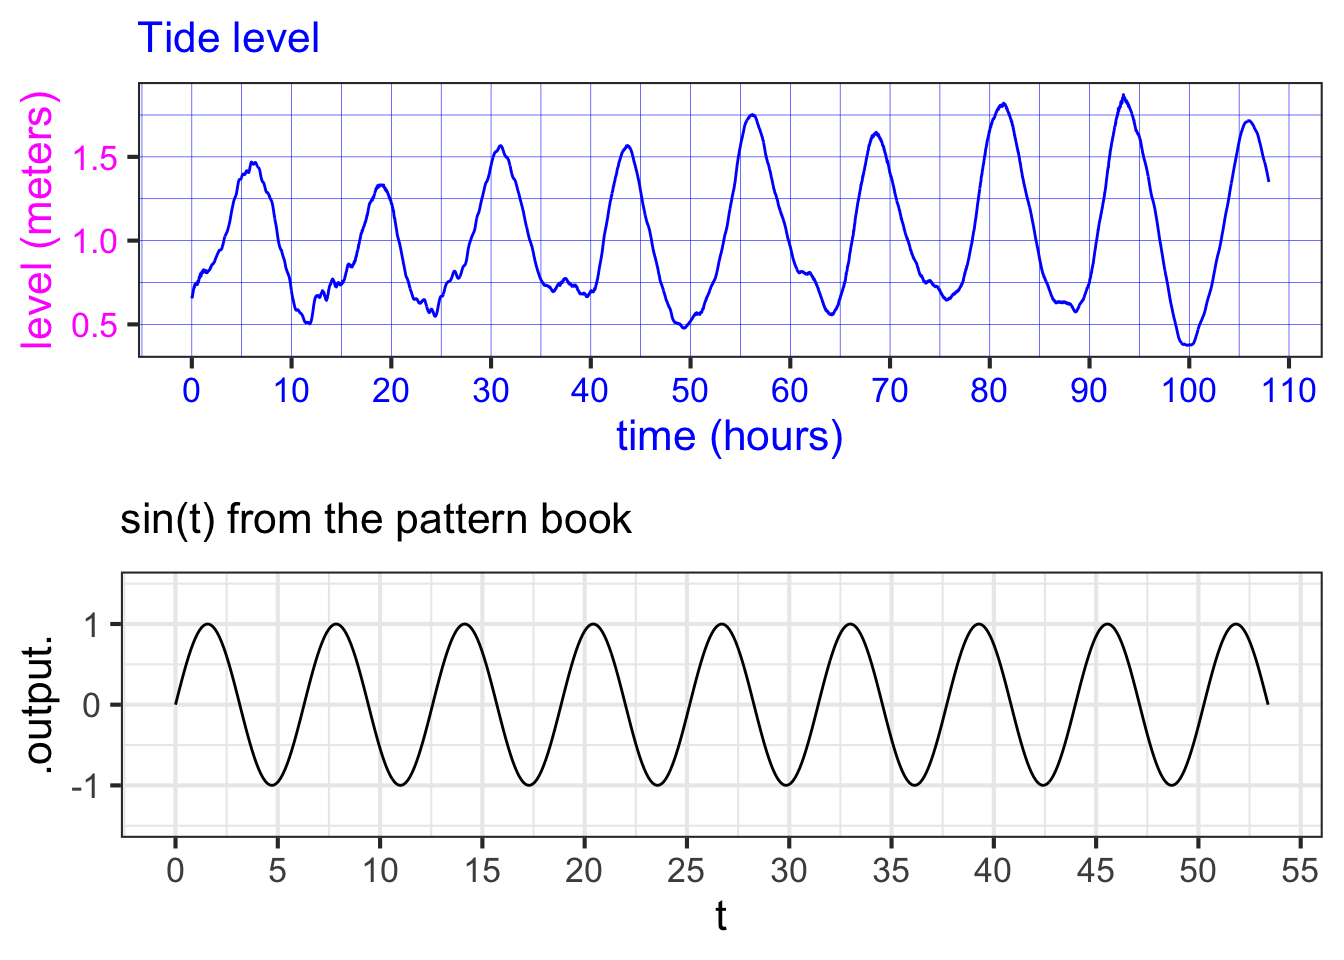 Tide level
level (meters)
1.5
1.0
0.5
0 10 20 30 40 50 60 70 80 90 100 110
time (hours)
sin(t) from the pattern book
.output.
1
0
-1
0 5 10 15 20 25 30 35 40 45 50 55
t